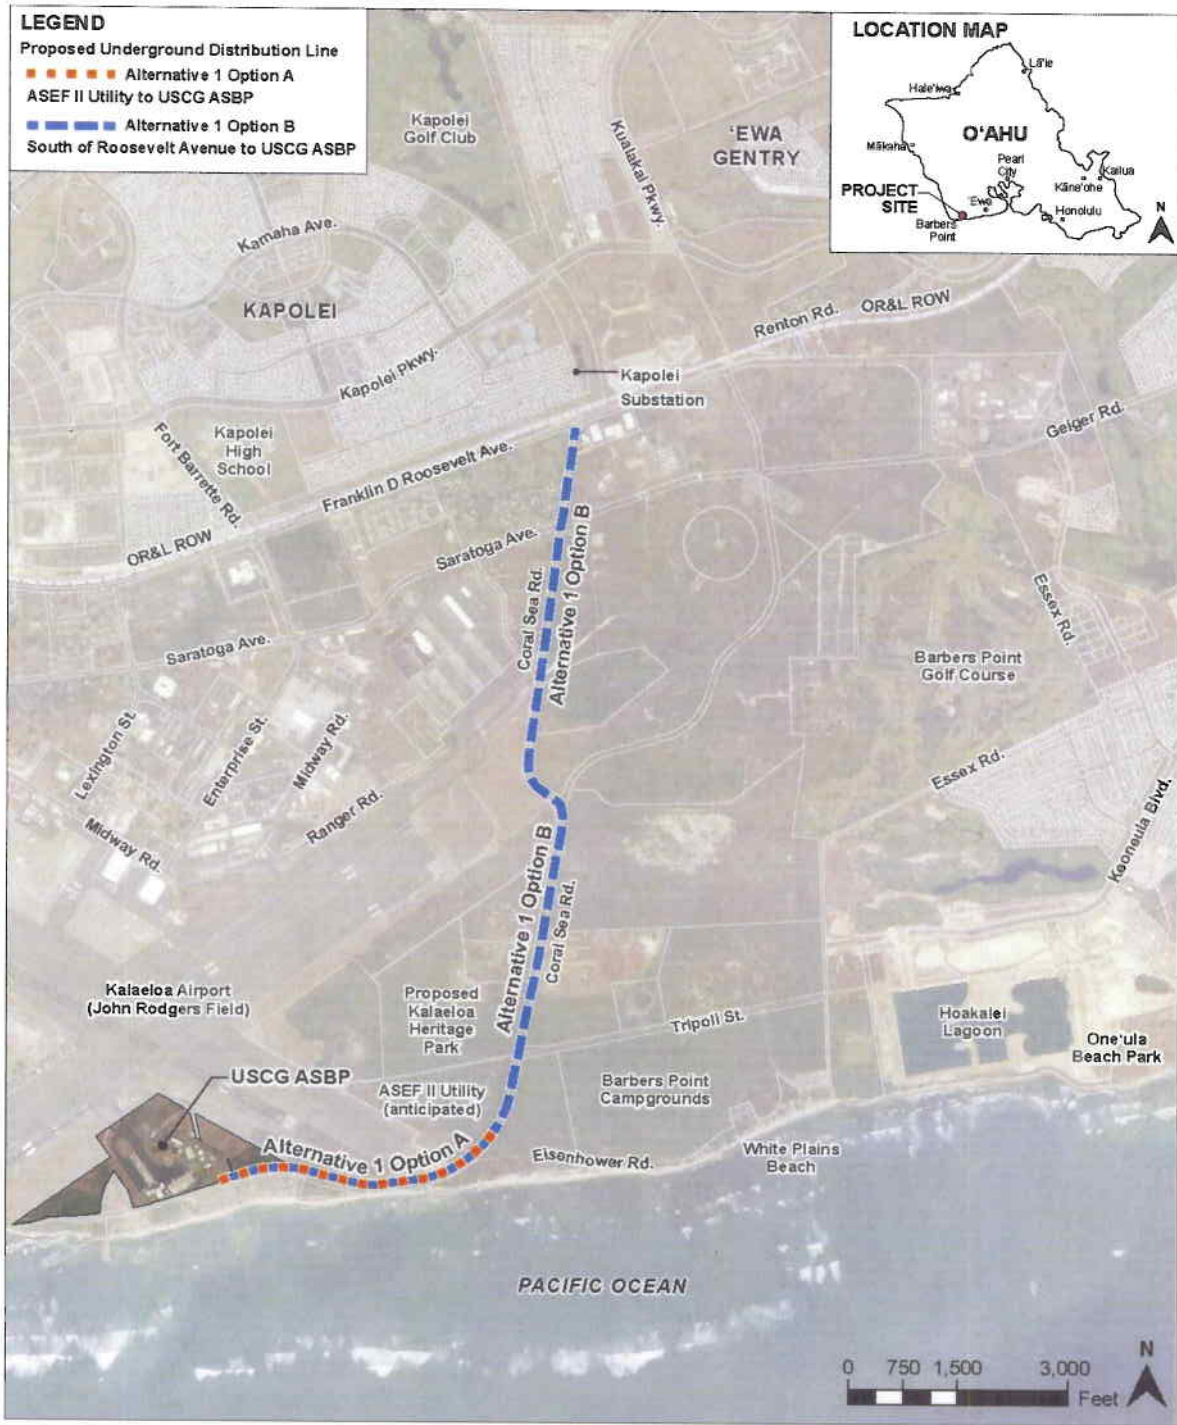 LEGEND
Proposed Underground Distribution Line
Alternative 1 Option A
ASEF II Utility to USCG ASBP
Alternative 1 Option B
South of Roosevelt Avenue to USCG ASBP
LOCATION MAP
Lā'ie
Hale'iwa
O'AHU
Mākaha
Pearl
City
Kailua
Kāne'ohe
PROJECT
SITE
'Ewa
Honolulu
Barbers
Point
N
Kapolei
Golf Club
Kualakai Pkwy.
'EWA
GENTRY
Kamaha Ave.
KAPOLEI
Renton Rd.
OR&L ROW
Kapolei Pkwy.
Kapolei
Substation
Geiger Rd.
Fort Barrette Rd.
Kapolei
High
School
Franklin D Roosevelt Ave.
OR&L ROW
Saratoga Ave.
Coral Sea Rd.
Alternative 1 Option B
Essex Rd.
Saratoga Ave.
Barbers Point
Golf Course
Lexington St.
Enterprise St.
Midway Rd.
Ranger Rd.
Essex Rd.
Midway Rd.
Keoneula Blvd.
Alternative 1 Option B
Coral Sea Rd.
Kalaeloa Airport
(John Rodgers Field)
Proposed
Kalaeloa
Heritage
Park
Tripoli St.
Hoakalei
Lagoon
One'ula
Beach Park
USCG ASBP
ASEF II Utility
(anticipated)
Barbers Point
Campgrounds
Alternative 1 Option A
Eisenhower Rd.
White Plains
Beach
PACIFIC OCEAN
N
0 750 1,500 3,000
Feet